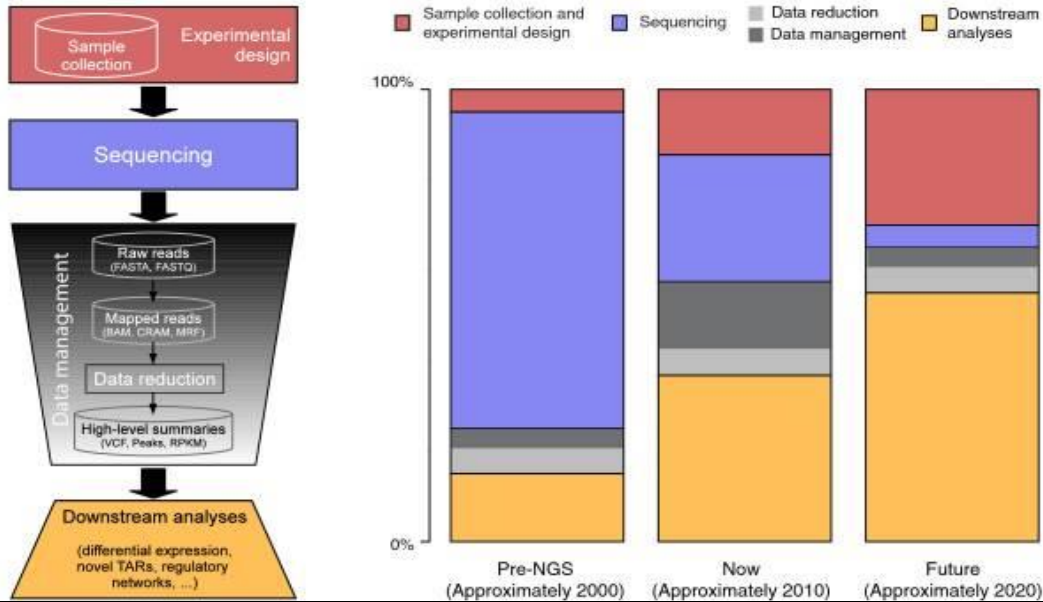 Sample
collection
Experimental
design
Sequencing
Data management
Raw reads
(FASTA, FASTQ)
Mapped reads
(BAM, CRAM, MRF)
Data reduction
High-level summaries
(VCF, Peaks, RPKM)
Downstream analyses
(differential expression,
novel TARs, regulatory
networks, ...)
Sample collection and
experimental design
Sequencing
Data reduction
Data management
Downstream
analyses
100%
0%
Pre-NGS
(Approximately 2000)
Now
(Approximately 2010)
Future
(Approximately 2020)